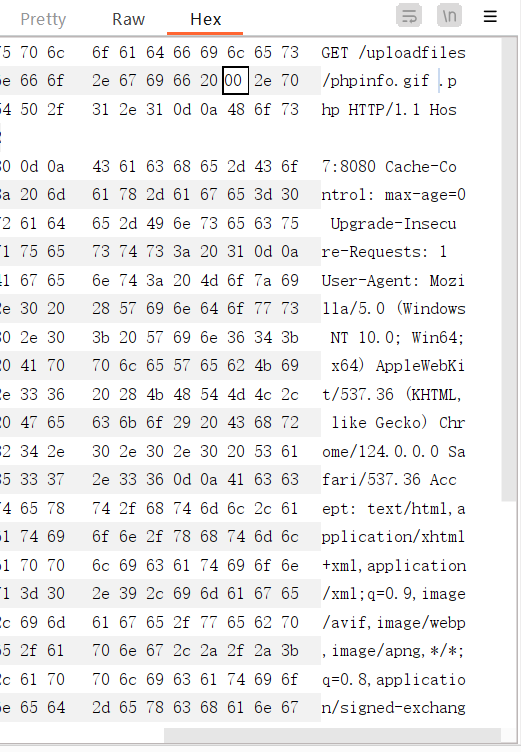 Pretty Raw Hex \n
75 70 6c 6f 61 64 66 69 6c 65 73 GET /uploadfiles
6e 66 6f 2e 67 69 66 20 00 2e 70 /phpinfo.gif .p
54 50 2f 31 2e 31 0d 0a 48 6f 73 hp HTTP/1.1 Hos
30 0d 0a 43 61 63 68 65 2d 43 6f 7:8080 Cache-Co
3a 20 6d 61 78 2d 61 67 65 3d 30 ntrol: max-age=0
72 61 64 65 2d 49 6e 73 65 63 75 Upgrade-Insecu
71 75 65 73 74 73 3a 20 31 0d 0a re-Requests: 1
41 67 65 6e 74 3a 20 4d 6f 7a 69 User-Agent: Mozi
2e 30 20 28 57 69 6e 64 6f 77 73 lla/5.0 (Windows
30 2e 30 3b 20 57 69 6e 36 34 3b NT 10.0; Win64;
20 41 70 70 6c 65 57 65 62 4b 69 x64) AppleWebKi
2e 33 36 20 28 4b 48 54 4d 4c 2c t/537.36 (KHTML,
20 47 65 63 6b 6f 29 20 43 68 72 like Gecko) Chr
32 34 2e 30 2e 30 2e 30 20 53 61 ome/124.0.0.0 Sa
35 33 37 2e 33 36 0d 0a 41 63 63 fari/537.36 Acc
74 65 78 74 2f 68 74 6d 6c 2c 61 ept: text/html,a
61 74 69 6f 6e 2f 78 68 74 6d 6c pplication/xhtml
61 70 70 6c 69 63 61 74 69 6f 6e +xml,application
71 3d 30 2e 39 2c 69 6d 61 67 65 /xml;q=0.9,image
2c 69 6d 61 67 65 2f 77 65 62 70 /avif,image/webp
65 2f 61 70 6e 67 2c 2a 2f 2a 3b ,image/apng,*/*;
2c 61 70 70 6c 69 63 61 74 69 6f q=0.8,applicatio
6e 65 64 2d 65 78 63 68 61 6e 67 n/signed-exchang